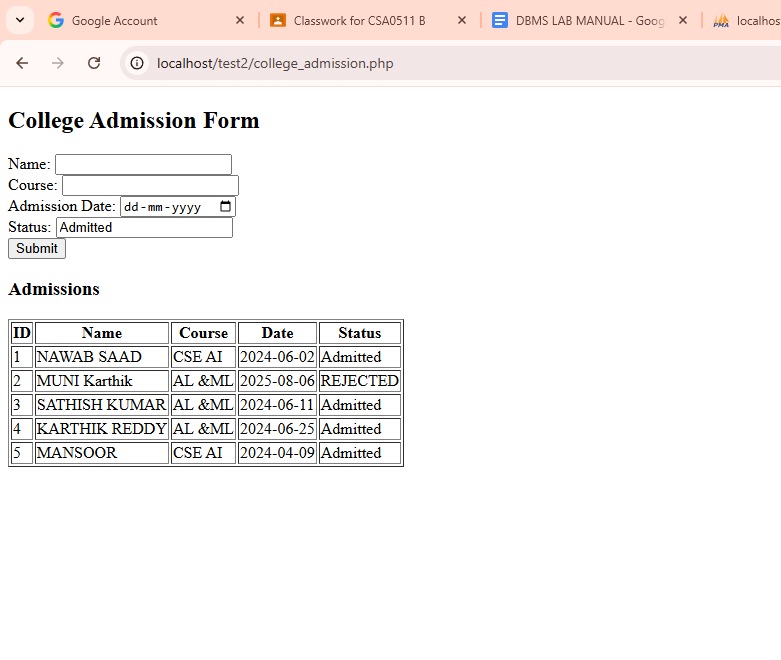 Google Account
Classwork for CSA0511 B
DBMS LAB MANUAL - Goog
PMA localhos
localhost/test2/college_admission.php
College Admission Form
Name:
Course:
Admission Date: dd-mm-yyyy
Status: Admitted
Submit
Admissions
ID Name Course Date Status
1 NAWAB SAAD CSE AI 2024-06-02 Admitted
2 MUNI Karthik AL &ML 2025-08-06 REJECTED
3 SATHISH KUMAR AL &ML 2024-06-11 Admitted
4 KARTHIK REDDY AL &ML 2024-06-25 Admitted
5 MANSOOR CSE AI 2024-04-09 Admitted